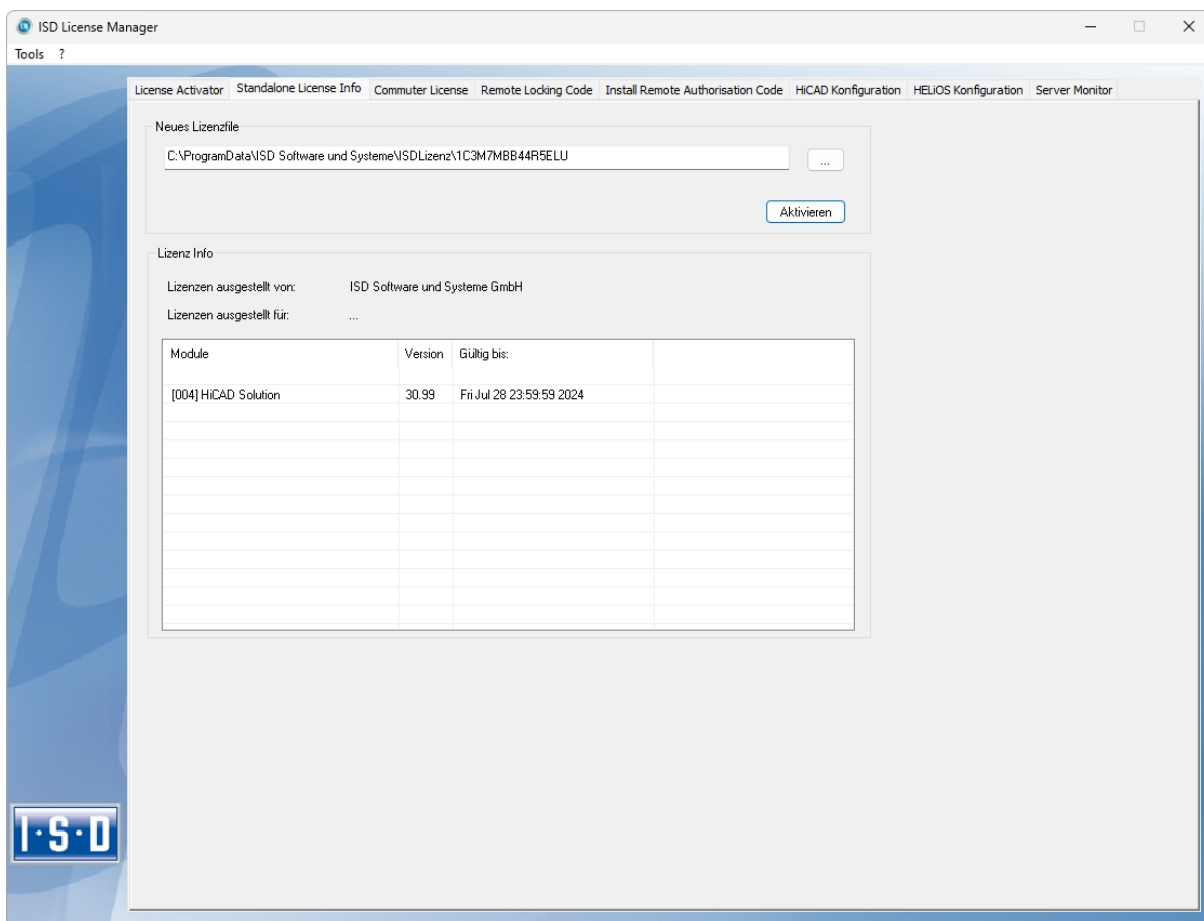 ISD License Manager
Tools ?
License Activator Standalone License Info Commuter License Remote Locking Code Install Remote Authorisation Code HiCAD Konfiguration HELiOS Konfiguration Server Monitor
Neues Lizenzfile
C:\ProgramData\ISD Software und Systeme\ISDLizenz\1C3M7MBB44R5ELU
...
Aktivieren
Lizenz Info
Lizenzen ausgestellt von: ISD Software und Systeme GmbH
Lizenzen ausgestellt für: ...
Module Version Gültig bis:
[004] HiCAD Solution 30.99 Fri Jul 28 23:59:59 2024
I·S·D